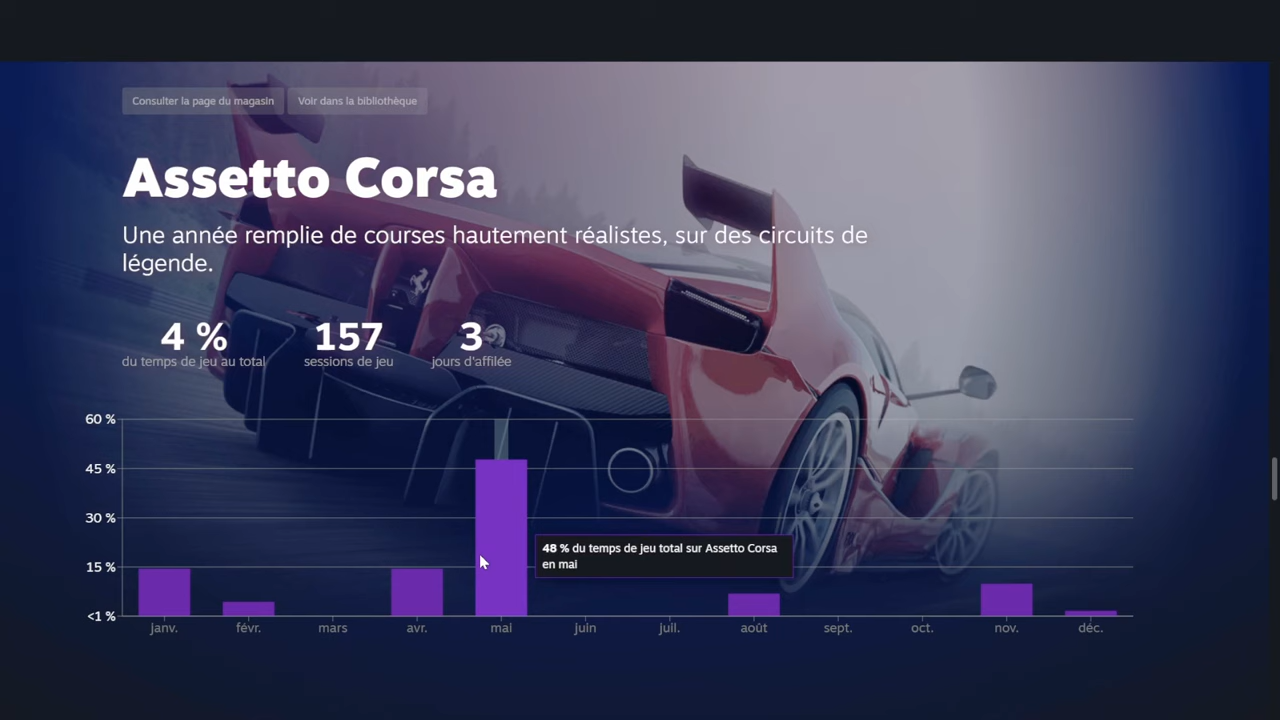 Consulter la page du magasin Voir dans la bibliothèque
Assetto Corsa
Une année remplie de courses hautement réalistes, sur des circuits de
légende.
4 % 157 3
du temps de jeu au total sessions de jeu jours d'affilée
60 %
45 %
30 %
48 % du temps de jeu total sur Assetto Corsa
en mai
15 %
<1 %
janv. févr. mars avr. mai juin juil. août sept. oct. nov. déc.